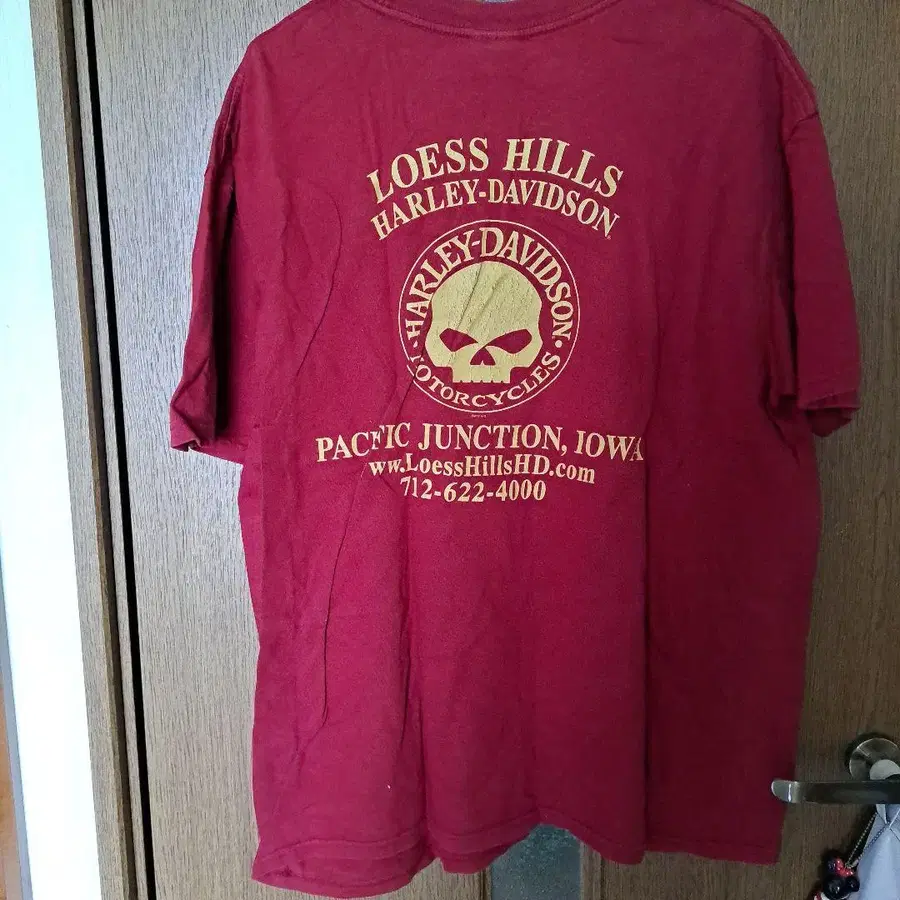 LOESS HILLS
HARLEY-DAVIDSON
HARLEY-DAVIDSON
MOTORCYCLES
PACIFIC JUNCTION, IOWA
www.LoessHillsHD.com
712-622-4000